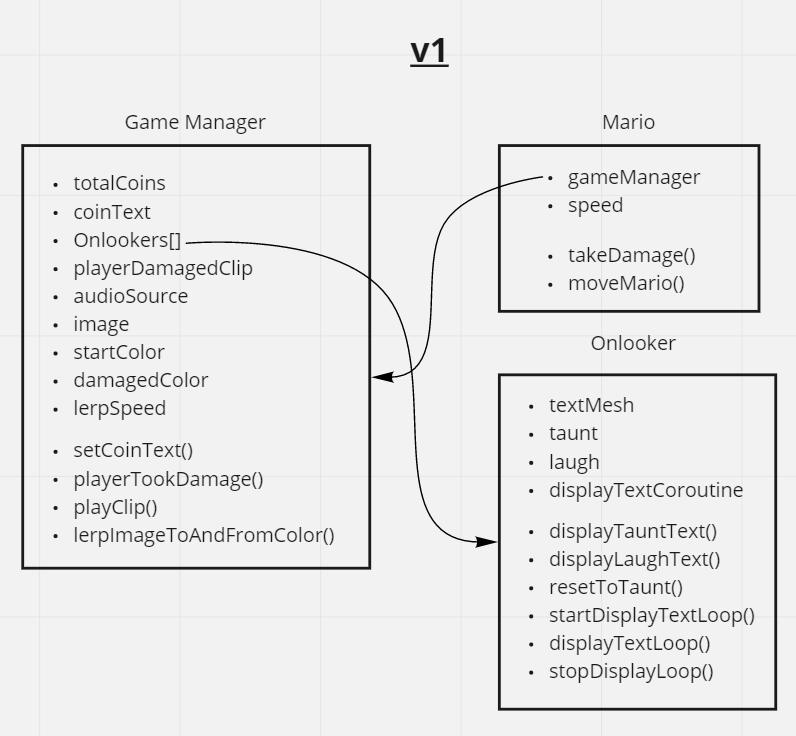 v1
Game Manager
• totalCoins
• coinText
• Onlookers[]
• playerDamagedClip
• audioSource
• image
• startColor
• damagedColor
• lerpSpeed
• setCoinText()
• playerTookDamage()
• playClip()
• lerpImageToAndFromColor()
Mario
• gameManager
• speed
• takeDamage()
• moveMario()
Onlooker
• textMesh
• taunt
• laugh
• displayTextCoroutine
• displayTauntText()
• displayLaughText()
• resetToTaunt()
• startDisplayTextLoop()
• displayTextLoop()
• stopDisplayLoop()